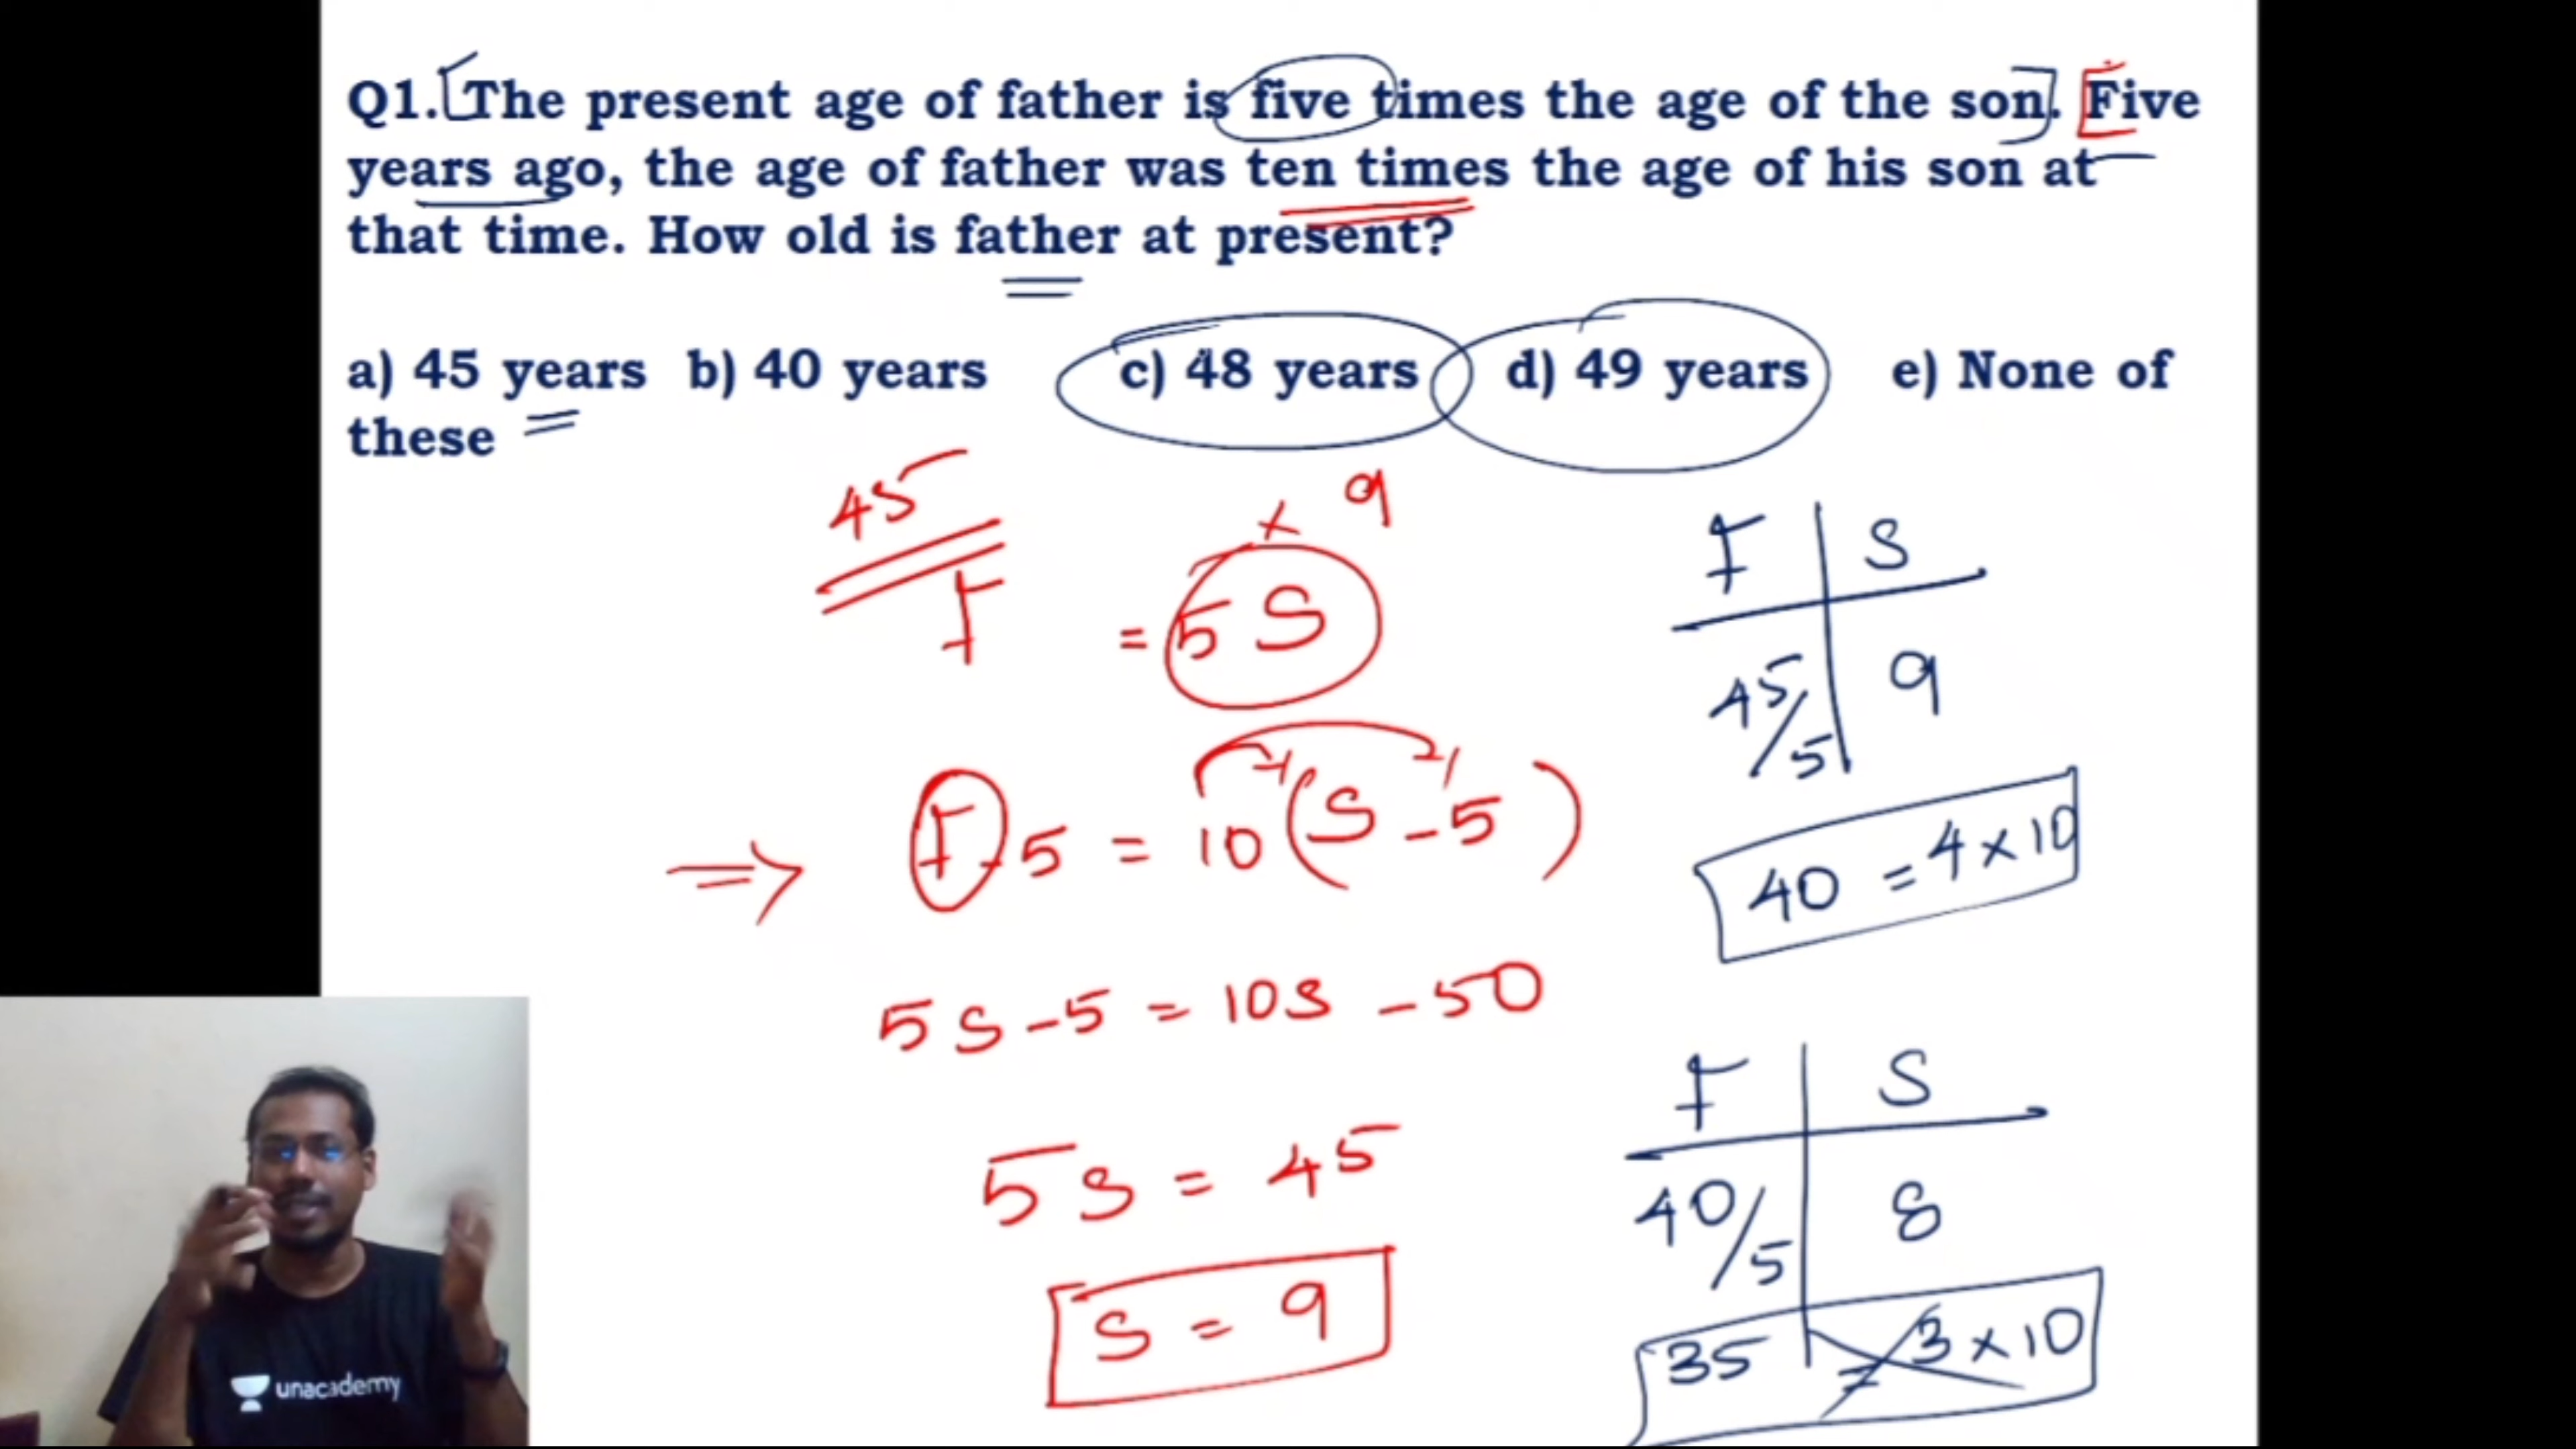 Q1. The present age of father is five times the age of the son. Five
years ago, the age of father was ten times the age of his son at
that time. How old is father at present?
a) 45 years b) 40 years c) 48 years d) 49 years e) None of
these
45
× 9
F = 5 S
F - 5 = 10 (S - 5)
5S - 5 = 10S - 50
5S = 45
S = 9
F S
45/5 9
40 = 4 × 10
F S
40/5 8
35 = 3 × 10
unacademy